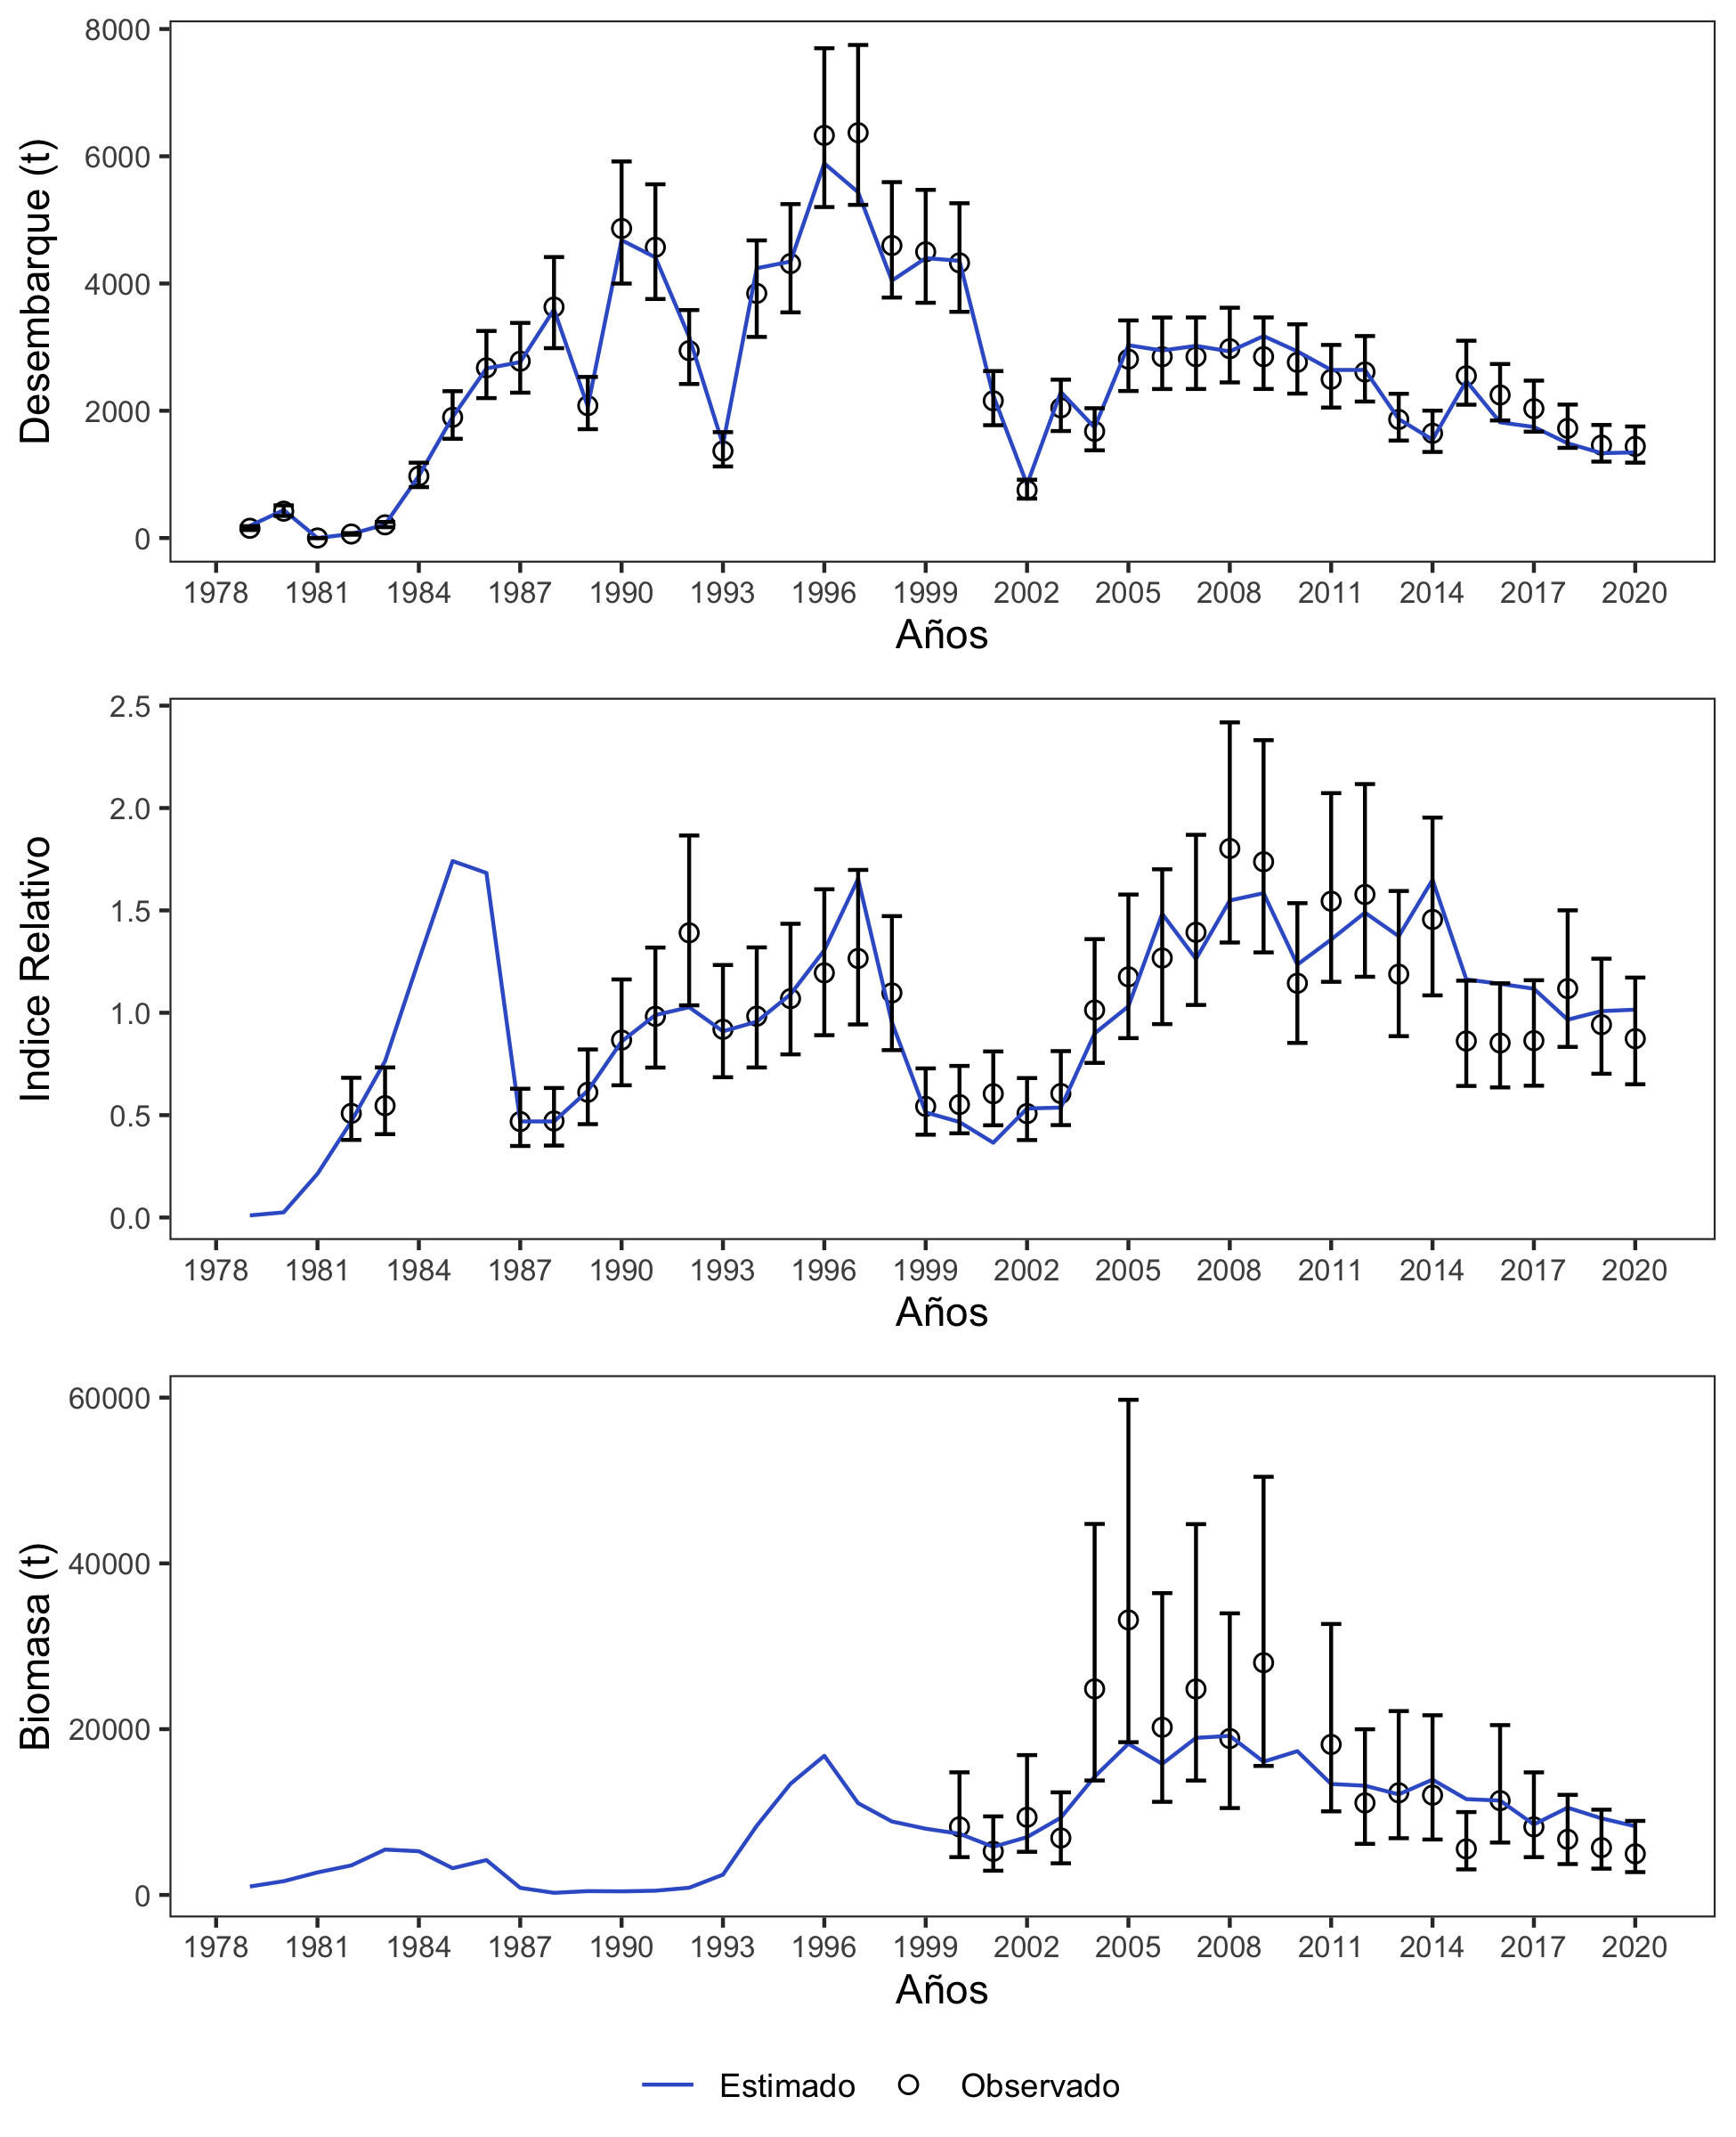 Desembarque (t)
8000
6000
4000
2000
0
1978 1981 1984 1987 1990 1993 1996 1999 2002 2005 2008 2011 2014 2017 2020
Años
Indice Relativo
2.5
2.0
1.5
1.0
0.5
0.0
1978 1981 1984 1987 1990 1993 1996 1999 2002 2005 2008 2011 2014 2017 2020
Años
Biomasa (t)
60000
40000
20000
0
1978 1981 1984 1987 1990 1993 1996 1999 2002 2005 2008 2011 2014 2017 2020
Años
Estimado Observado